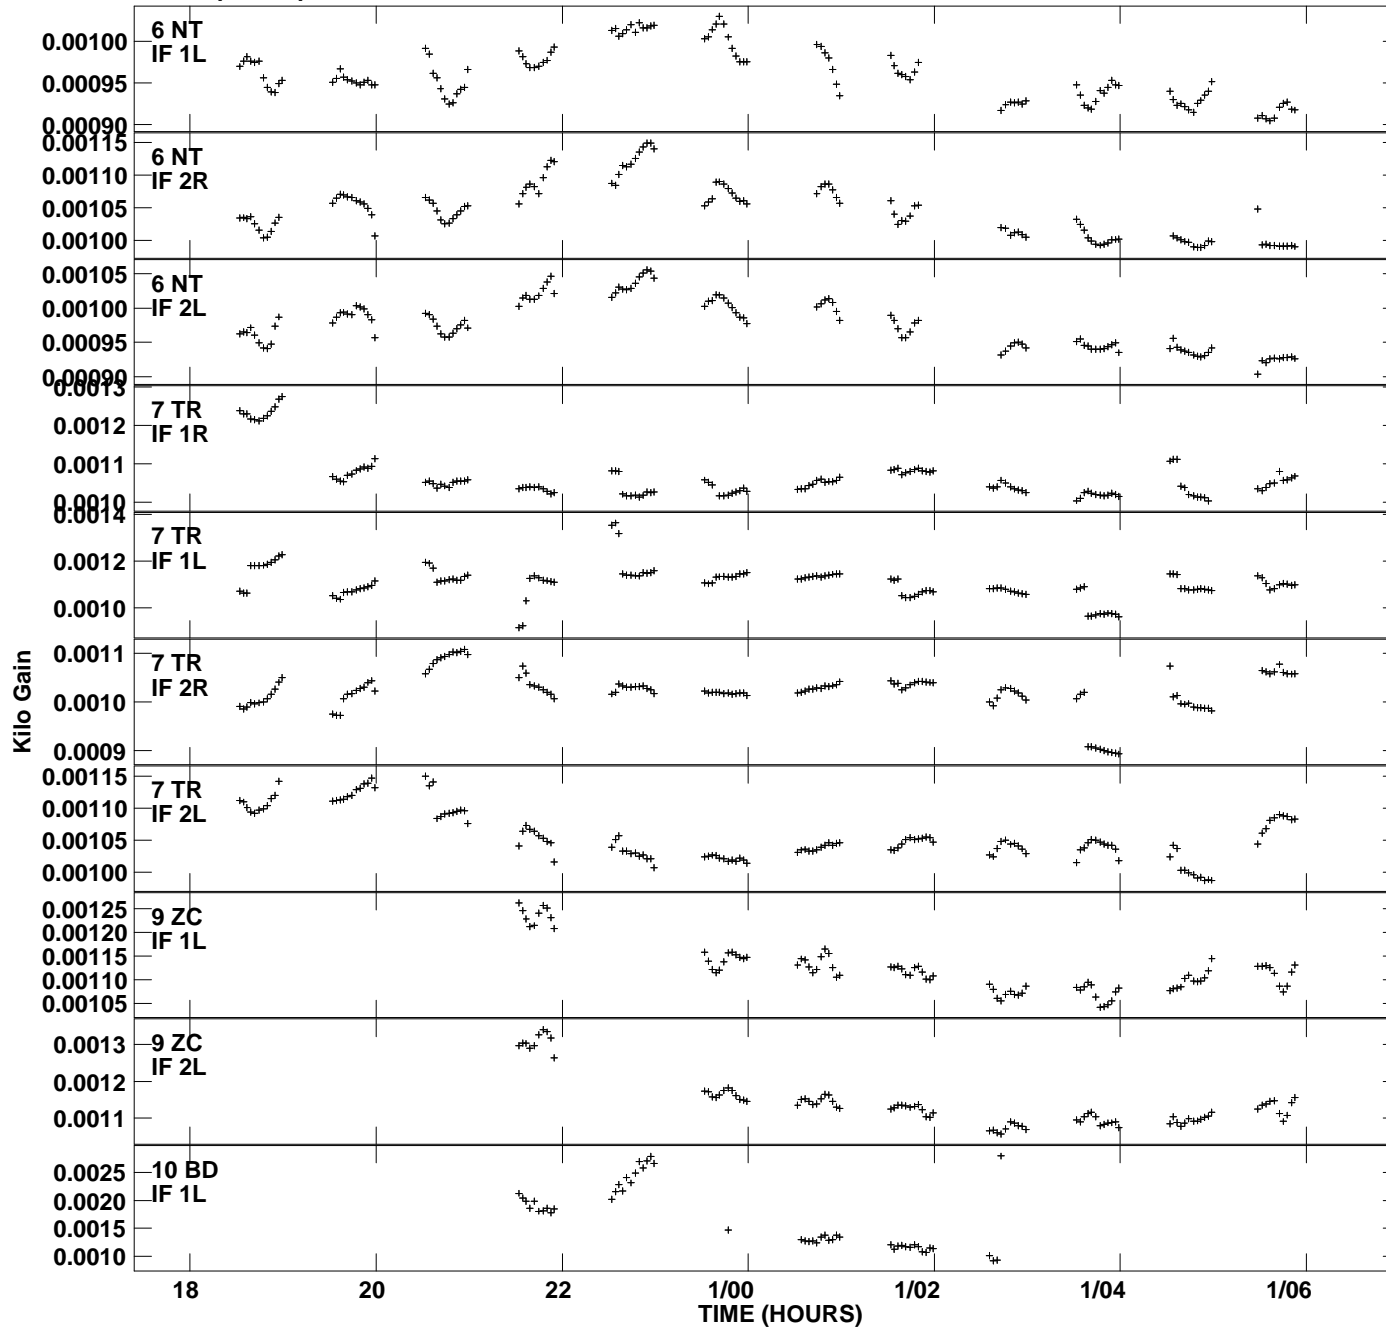 6 NT
IF 1L
0.00100
0.00095
0.00090
6 NT
IF 2R
0.00115
0.00110
0.00105
0.00100
6 NT
IF 2L
0.00105
0.00100
0.00095
0.00090
7 TR
IF 1R
0.0013
0.0012
0.0011
0.0010
7 TR
IF 1L
0.0014
0.0012
0.0010
7 TR
IF 2R
0.0011
0.0010
0.0009
7 TR
IF 2L
0.00115
0.00110
0.00105
0.00100
9 ZC
IF 1L
0.00125
0.00120
0.00115
0.00110
0.00105
9 ZC
IF 2L
0.0013
0.0012
0.0011
10 BD
IF 1L
0.0025
0.0020
0.0015
0.0010
Kilo Gain
18 20 22 1/00 1/02 1/04 1/06
TIME (HOURS)